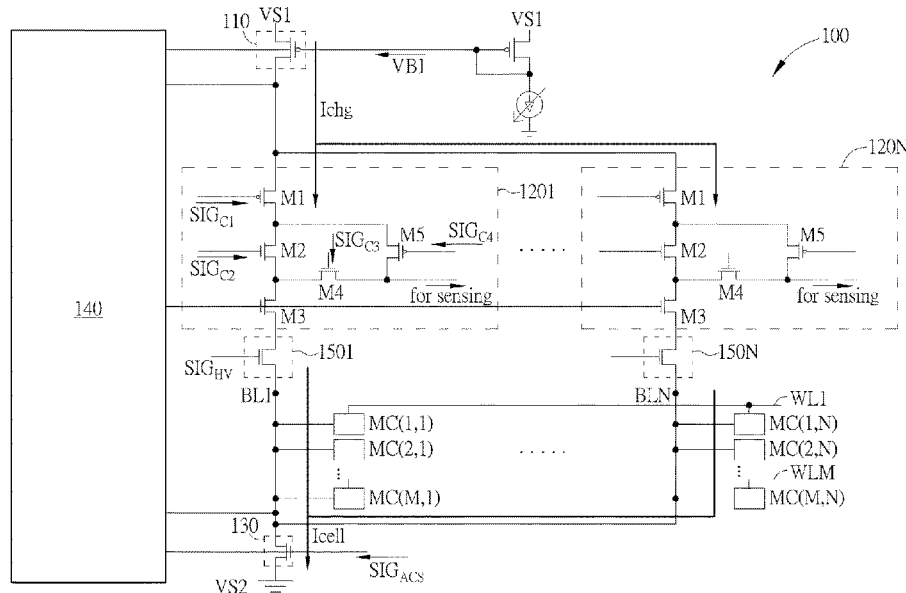 110
VS1
VS1
100
VB1
Ichg
120N
M1
1201
M1
SIGC1
SIGC3
M5
SIGC4
M5
M2
.....
M2
SIGC2
M4
for sensing
M4
for sensing
140
M3
M3
1501
150N
SIGHV
BL1
BLN
WL1
MC(1,1)
MC(1,N)
MC(2,1)
.....
MC(2,N)
...
...
WLM
MC(M,1)
MC(M,N)
130
Icell
SIGACS
VS2